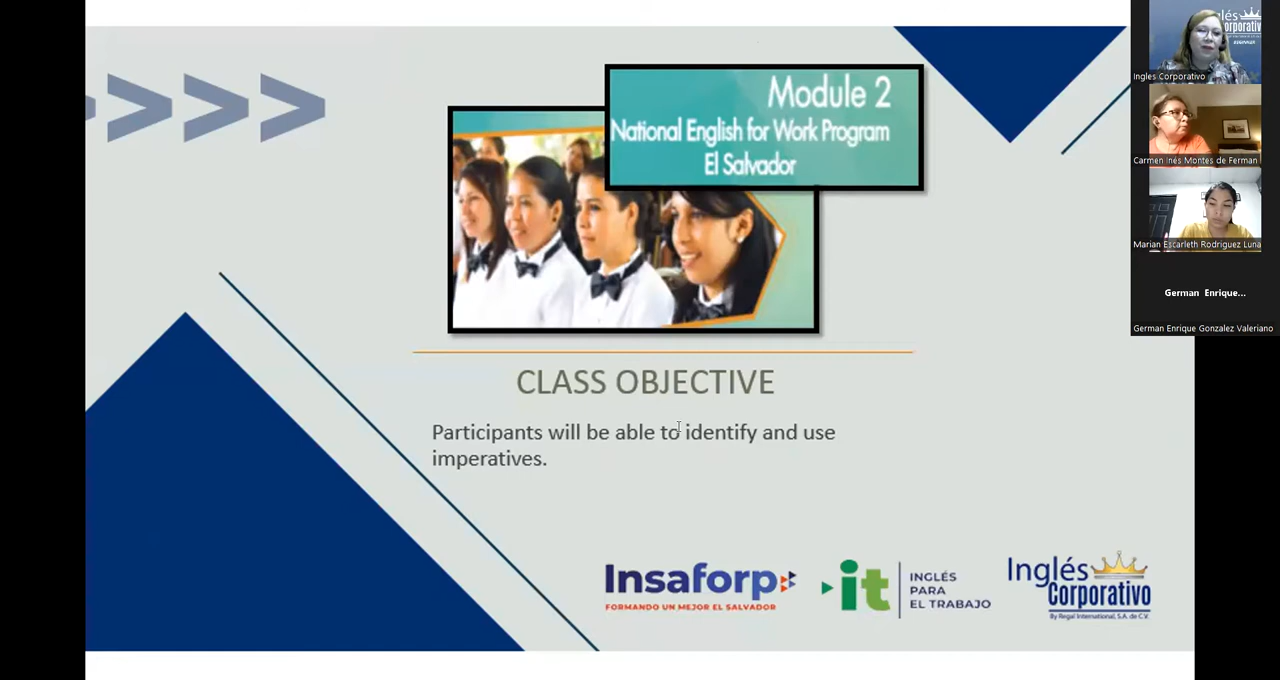 Module 2
National English for Work Program
El Salvador
CLASS OBJECTIVE
Participants will be able to identify and use
imperatives.
Insaforp
FORMANDO UN MEJOR EL SALVADOR
it
INGLÉS
PARA
EL TRABAJO
Inglés
Corporativo
By Regal International, S.A. de C.V.
Ingles Corporativo
Carmen Inés Montes de Ferman
Marian Escarleth Rodriguez Luna
German Enrique...
German Enrique Gonzalez Valeriano